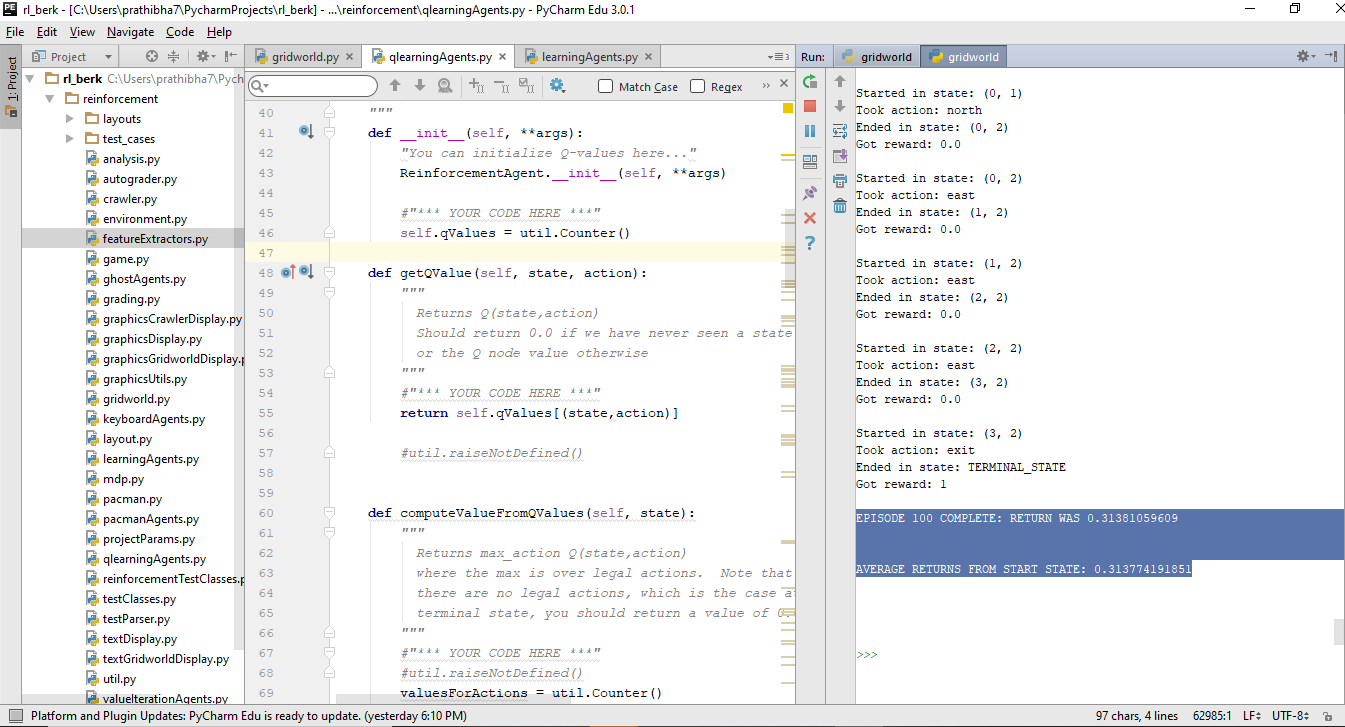 rl_berk - [C:\Users\prathibha7\PycharmProjects\rl_berk] - ...\reinforcement\qlearningAgents.py - PyCharm Edu 3.0.1
File Edit View Navigate Code Help
1: Project
Project
rl_berk C:\Users\prathibha7\Pych
reinforcement
layouts
test_cases
analysis.py
autograder.py
crawler.py
environment.py
featureExtractors.py
game.py
ghostAgents.py
grading.py
graphicsCrawlerDisplay.py
graphicsDisplay.py
graphicsGridworldDisplay.p
graphicsUtils.py
gridworld.py
keyboardAgents.py
layout.py
learningAgents.py
mdp.py
pacman.py
pacmanAgents.py
projectParams.py
qlearningAgents.py
reinforcementTestClasses.p
testClasses.py
testParser.py
textDisplay.py
textGridworldDisplay.py
util.py
valueIterationAgents.py
gridworld.py qlearningAgents.py learningAgents.py
Match Case Regex
40 """
41 def __init__(self, **args):
42 "You can initialize Q-values here..."
43 ReinforcementAgent.__init__(self, **args)
44
45 #"*** YOUR CODE HERE ***"
46 self.qValues = util.Counter()
47
48 def getQValue(self, state, action):
49 """
50 Returns Q(state,action)
51 Should return 0.0 if we have never seen a state
52 or the Q node value otherwise
53 """
54 #"*** YOUR CODE HERE ***"
55 return self.qValues[(state,action)]
56
57 #util.raiseNotDefined()
58
59
60 def computeValueFromQValues(self, state):
61 """
62 Returns max_action Q(state,action)
63 where the max is over legal actions. Note that
64 there are no legal actions, which is the case a
65 terminal state, you should return a value of 0.
66 """
67 #"*** YOUR CODE HERE ***"
68 #util.raiseNotDefined()
69 valuesForActions = util.Counter()
Run: gridworld gridworld
Started in state: (0, 1)
Took action: north
Ended in state: (0, 2)
Got reward: 0.0
Started in state: (0, 2)
Took action: east
Ended in state: (1, 2)
Got reward: 0.0
Started in state: (1, 2)
Took action: east
Ended in state: (2, 2)
Got reward: 0.0
Started in state: (2, 2)
Took action: east
Ended in state: (3, 2)
Got reward: 0.0
Started in state: (3, 2)
Took action: exit
Ended in state: TERMINAL_STATE
Got reward: 1
EPISODE 100 COMPLETE: RETURN WAS 0.31381059609
AVERAGE RETURNS FROM START STATE: 0.313774191851
>>>
Platform and Plugin Updates: PyCharm Edu is ready to update. (yesterday 6:10 PM) 97 chars, 4 lines 62985:1 LF UTF-8